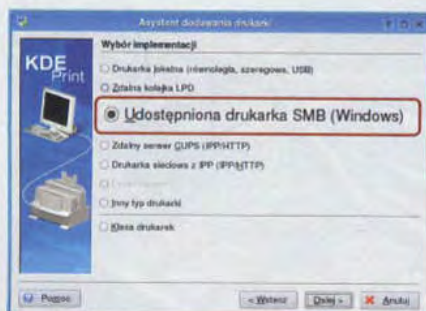 Asystent dodawania drukarki
KDE
Print
Wybór implementacji
Drukarka lokalna (równoległa, szeregowa, USB)
Zdalna kolejka LPD
Udostępniona drukarka SMB (Windows)
Zdalny serwer CUPS (IPP/HTTP)
Drukarka sieciowa z IPP (IPP/HTTP)
Inny typ drukarki
Klasa drukarek
Pomoc
< Wstecz
Dalej >
Anuluj